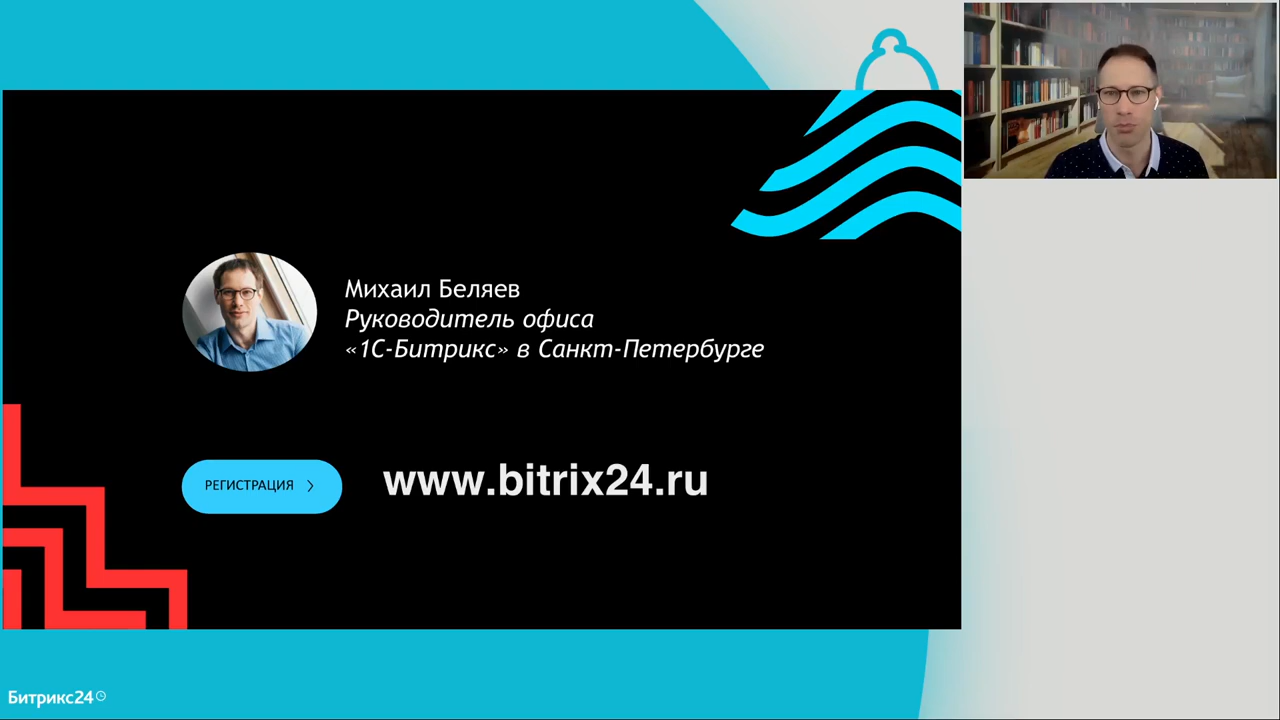 Михаил Беляев
Руководитель офиса
«1С-Битрикс» в Санкт-Петербурге
РЕГИСТРАЦИЯ
www.bitrix24.ru
Битрикс24